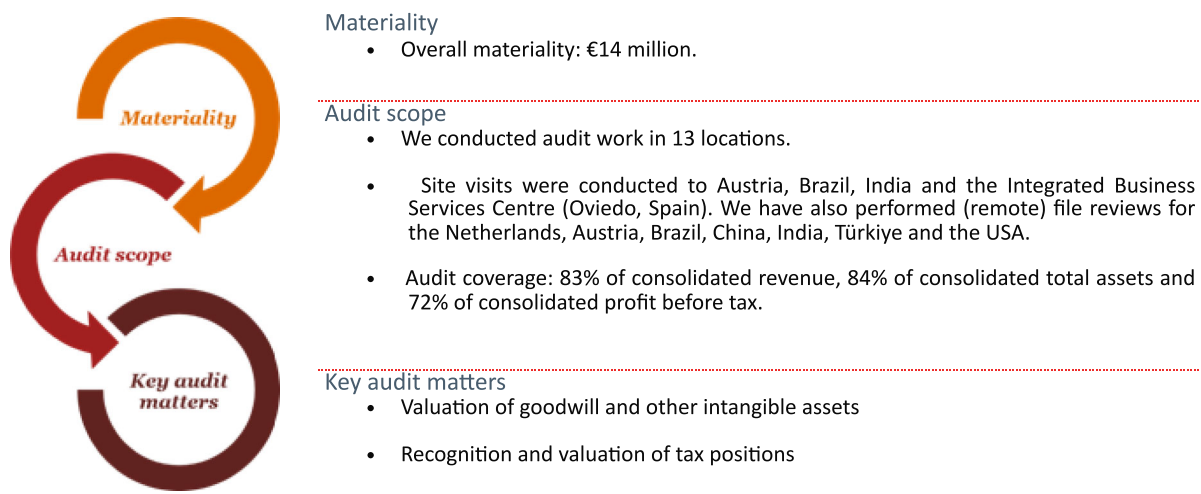 Materiality
Audit scope
Key audit
matters
Materiality
• Overall materiality: €14 million.
Audit scope
• We conducted audit work in 13 locations.
• Site visits were conducted to Austria, Brazil, India and the Integrated Business
Services Centre (Oviedo, Spain). We have also performed (remote) file reviews for
the Netherlands, Austria, Brazil, China, India, Türkiye and the USA.
• Audit coverage: 83% of consolidated revenue, 84% of consolidated total assets and
72% of consolidated profit before tax.
Key audit matters
• Valuation of goodwill and other intangible assets
• Recognition and valuation of tax positions